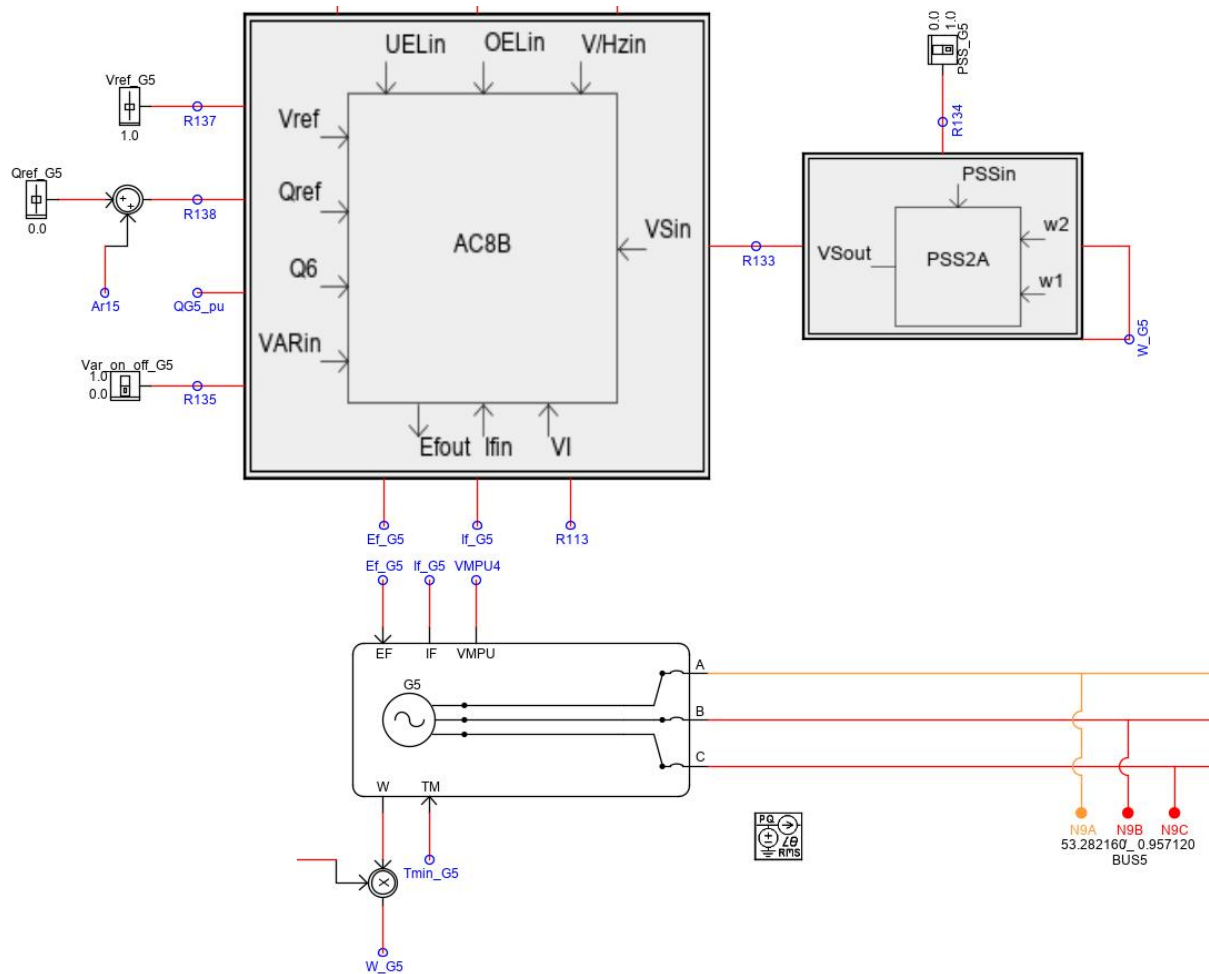 UELin OELin V/Hzin
0.0
1.0
PSS_G5
Vref_G5
1.0
R137
Vref
R134
Qref_G5
0.0
+
+
R138
Qref
AC8B
VSin
R133
PSSin
VSout
PSS2A
w2
w1
W_G5
Ar15
QG5_pu
Q6
VARin
Var_on_off_G5
1.0
0.0
R135
Efout Ifin VI
Ef_G5 If_G5 R113
Ef_G5 If_G5 VMPU4
EF IF VMPU
G5
A
B
C
W TM
Tmin_G5
X
W_G5
PQ
RMS
N9A N9B N9C
BUS5